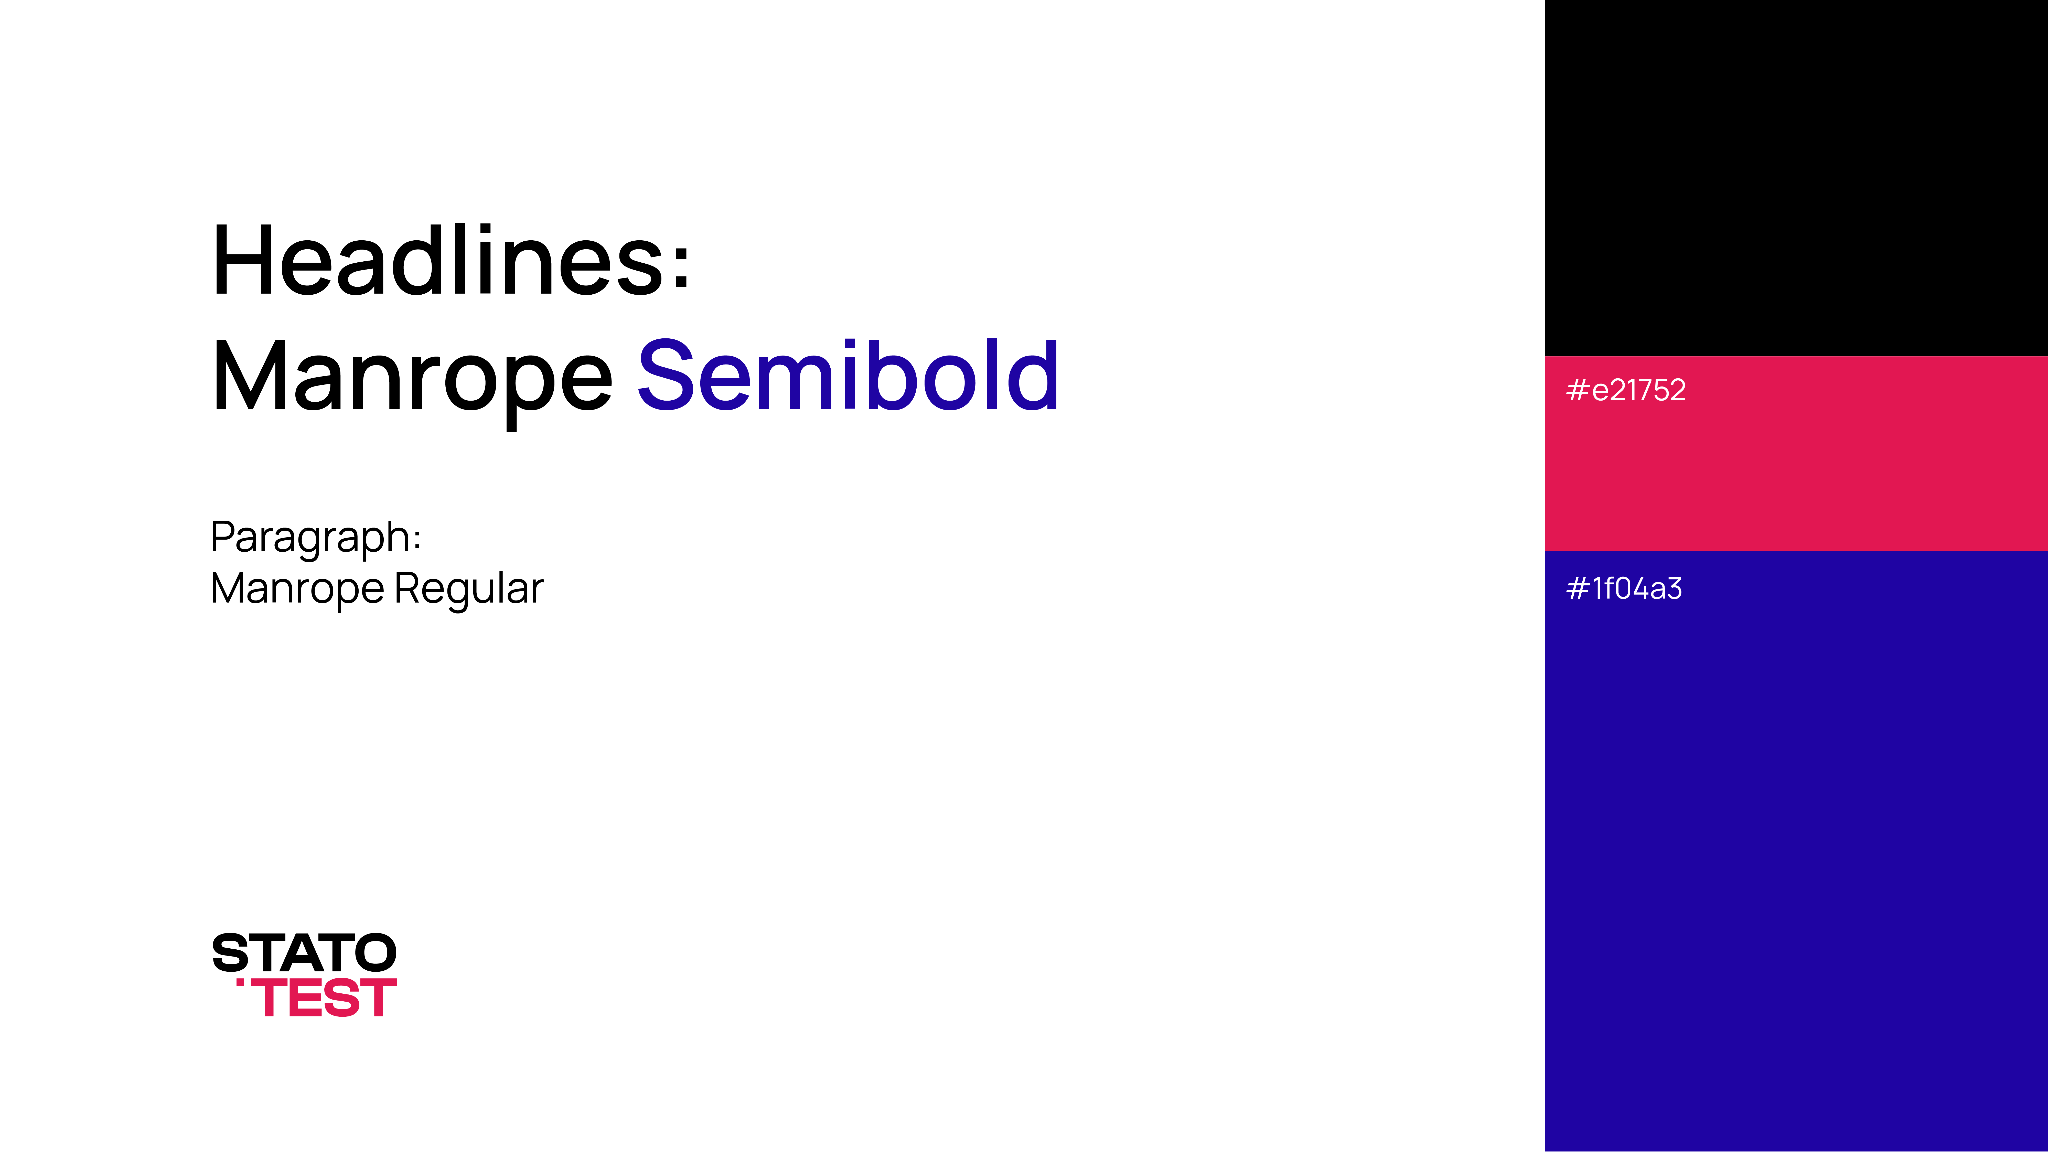 Headlines:
Manrope Semibold
Paragraph:
Manrope Regular
STATO
TEST
#e21752
#1f04a3